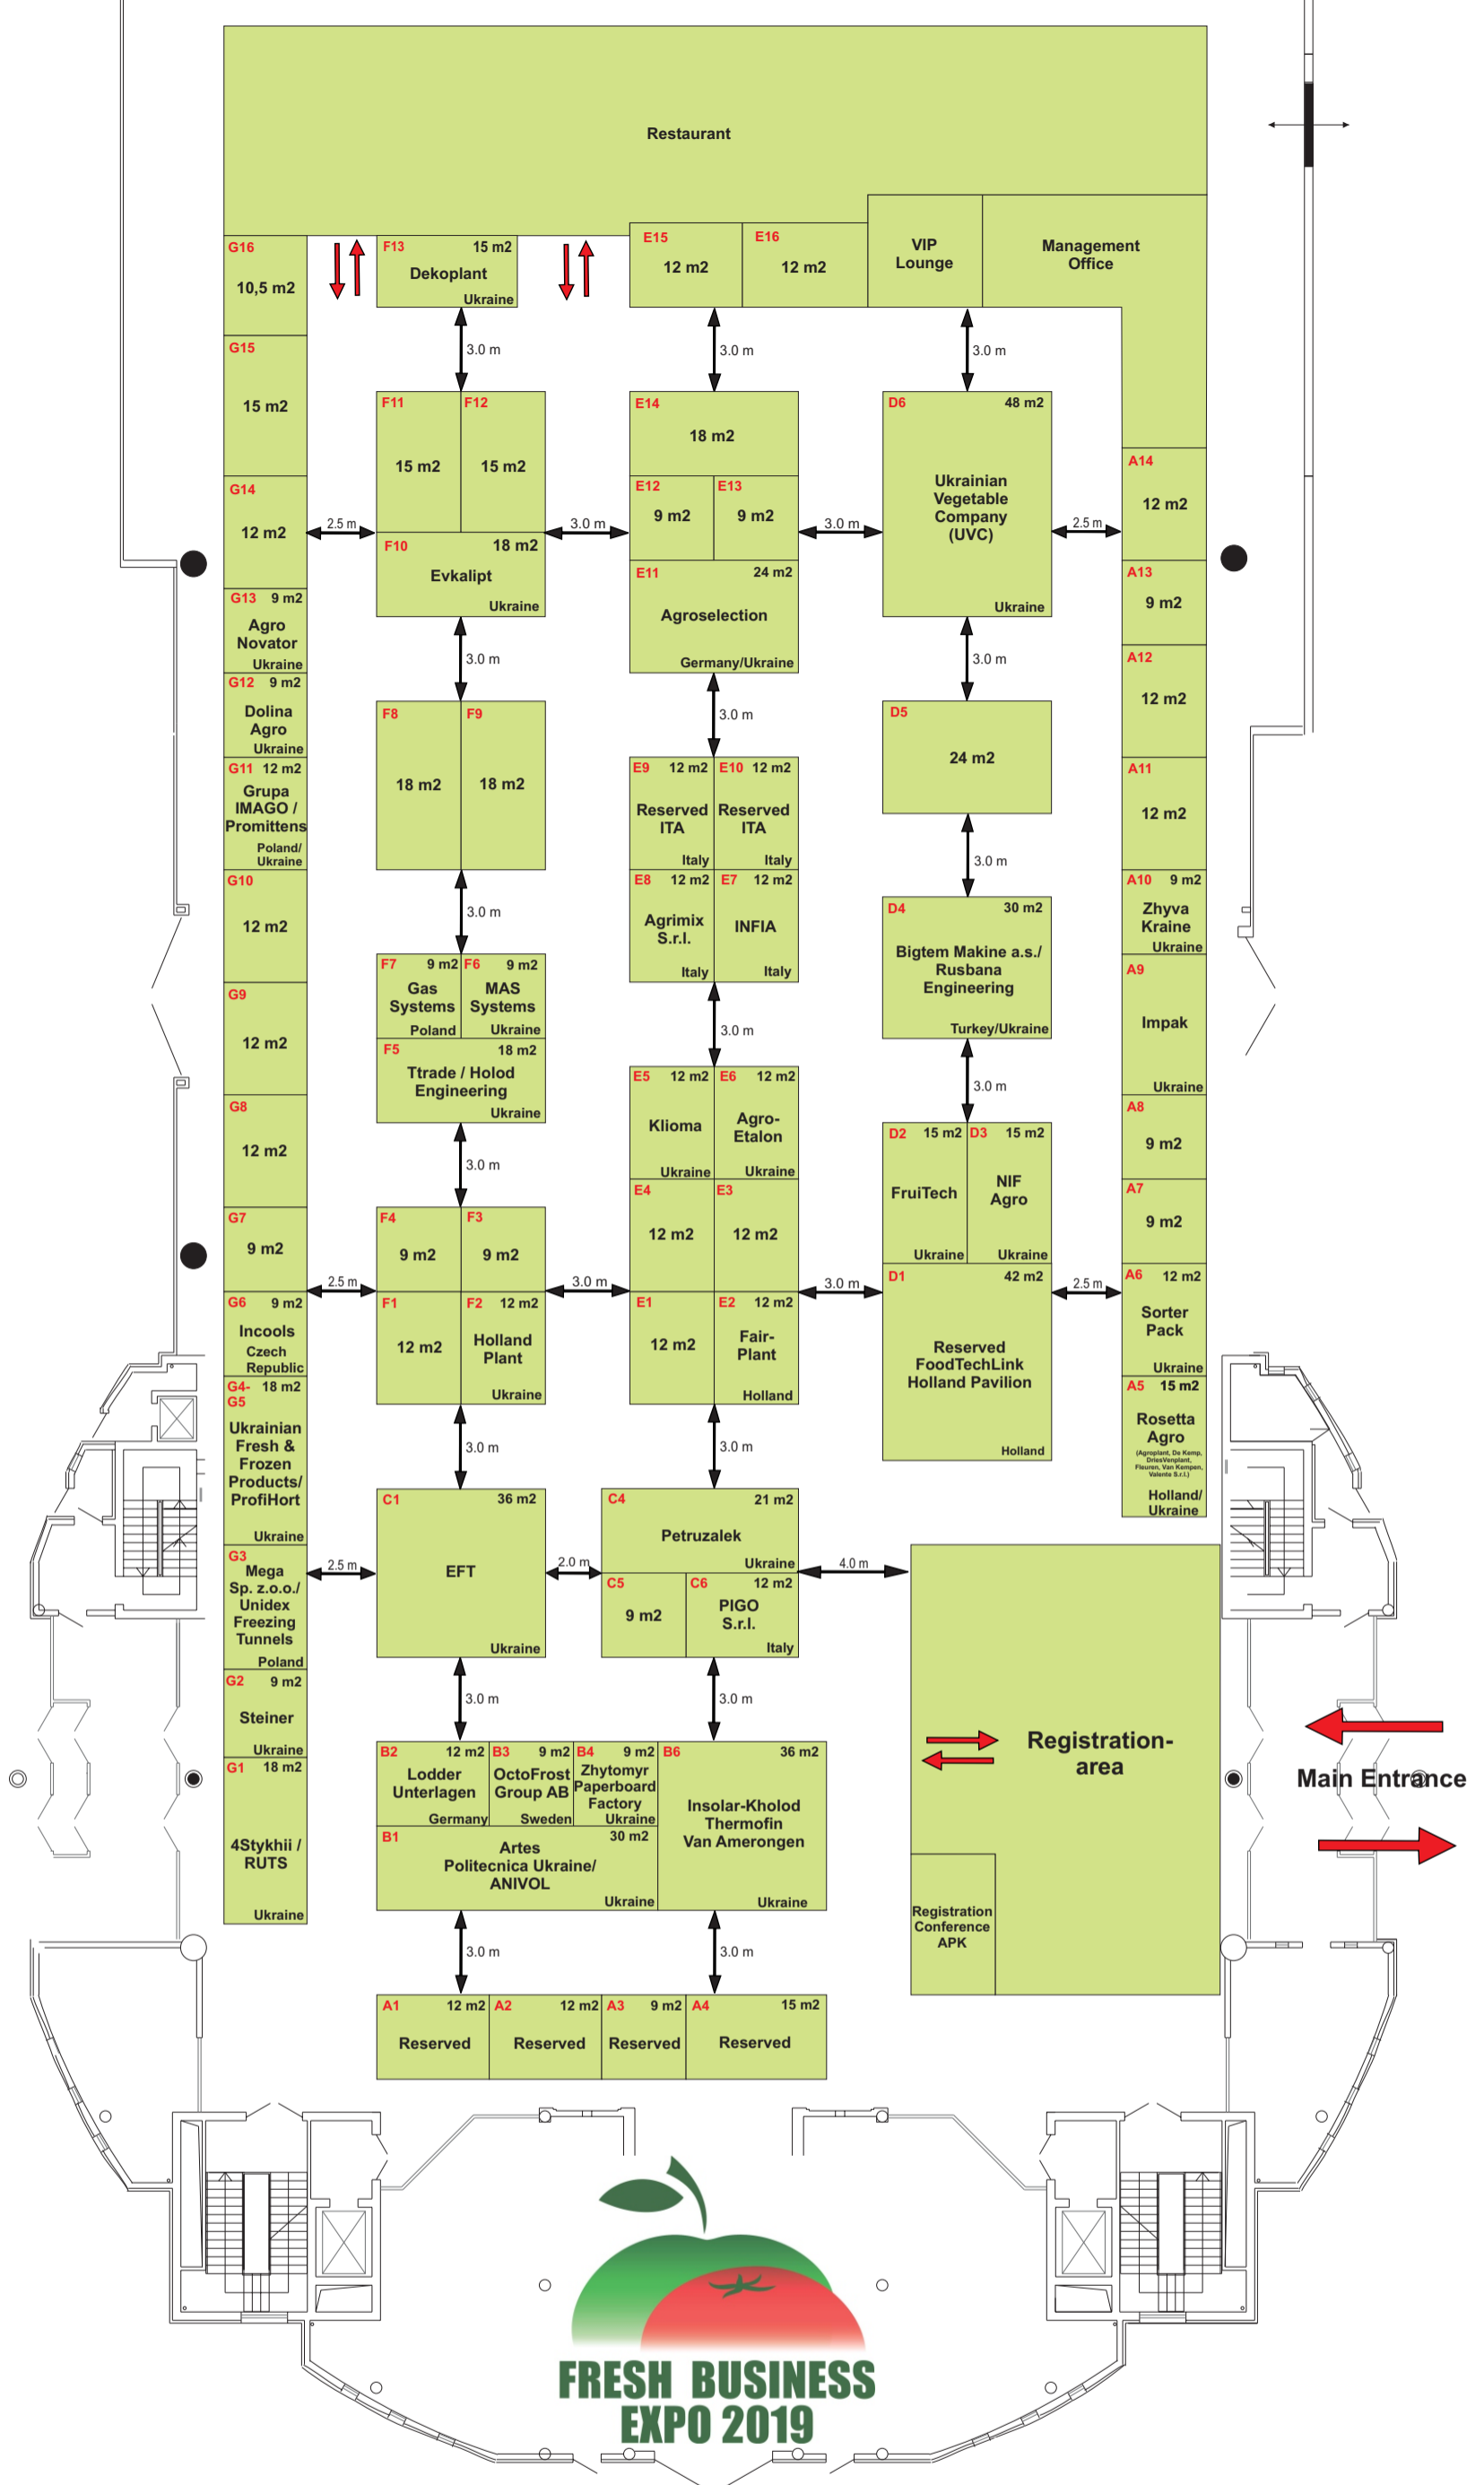 Restaurant
VIP
Lounge
Management
Office
G16
10,5 m2
F13 15 m2
Dekoplant
Ukraine
E15
12 m2
E16
12 m2
3.0 m
3.0 m
3.0 m
G15
15 m2
G14
12 m2
2.5 m
F11
15 m2
F12
15 m2
F10 18 m2
Evkalipt
Ukraine
3.0 m
E14
18 m2
E12
9 m2
E13
9 m2
E11 24 m2
Agroselection
Germany/Ukraine
3.0 m
D6 48 m2
Ukrainian
Vegetable
Company
(UVC)
Ukraine
2.5 m
A14
12 m2
A13
9 m2
G13 9 m2
Agro
Novator
Ukraine
G12 9 m2
Dolina
Agro
Ukraine
G11 12 m2
Grupa
IMAGO /
Promittens
Poland/
Ukraine
3.0 m
3.0 m
3.0 m
F8
18 m2
F9
18 m2
D5
24 m2
A12
12 m2
A11
12 m2
E9 12 m2
Reserved
ITA
Italy
E10 12 m2
Reserved
ITA
Italy
E8 12 m2
Agrimix
S.r.l.
Italy
E7 12 m2
INFIA
Italy
3.0 m
3.0 m
G10
12 m2
G9
12 m2
G8
12 m2
G7
9 m2
F7 9 m2
Gas
Systems
Poland
F6 9 m2
MAS
Systems
Ukraine
F5 18 m2
Ttrade / Holod
Engineering
Ukraine
3.0 m
D4 30 m2
Bigtem Makine a.s./
Rusbana
Engineering
Turkey/Ukraine
3.0 m
A10 9 m2
Zhyva
Kraine
Ukraine
A9
Impak
Ukraine
A8
9 m2
A7
9 m2
E5 12 m2
Klioma
Ukraine
E6 12 m2
Agro-
Etalon
Ukraine
E4
12 m2
E3
12 m2
3.0 m
D2 15 m2
FruiTech
Ukraine
D3 15 m2
NIF
Agro
Ukraine
F4
9 m2
F3
9 m2
2.5 m
3.0 m
3.0 m
2.5 m
G6 9 m2
Incools
Czech
Republic
F1
12 m2
F2 12 m2
Holland
Plant
Ukraine
E1
12 m2
E2 12 m2
Fair-
Plant
Holland
D1 42 m2
Reserved
FoodTechLink
Holland Pavilion
Holland
A6 12 m2
Sorter
Pack
Ukraine
A5 15 m2
Rosetta
Agro
(Agroplant, De Kemp,
DriesVenplant,
Fleuren, Van Kempen,
Valente S.r.l.)
Holland/
Ukraine
G4- 18 m2
G5
Ukrainian
Fresh &
Frozen
Products/
ProfiHort
Ukraine
3.0 m
3.0 m
C1 36 m2
EFT
Ukraine
C4 21 m2
Petruzalek
Ukraine
C5
9 m2
C6 12 m2
PIGO
S.r.l.
Italy
2.5 m
2.0 m
4.0 m
G3
Mega
Sp. z.o.o./
Unidex
Freezing
Tunnels
Poland
G2 9 m2
Steiner
Ukraine
G1 18 m2
4Stykhii /
RUTS
Ukraine
3.0 m
3.0 m
B2 12 m2
Lodder
Unterlagen
Germany
B3 9 m2
OctoFrost
Group AB
Sweden
B4 9 m2
Zhytomyr
Paperboard
Factory
Ukraine
B6 36 m2
Insolar-Kholod
Thermofin
Van Amerongen
Ukraine
B1 30 m2
Artes
Politecnica Ukraine/
ANIVOL
Ukraine
Registration-
area
Main Entrance
Registration
Conference
APK
3.0 m
3.0 m
A1 12 m2
Reserved
A2 12 m2
Reserved
A3 9 m2
Reserved
A4 15 m2
Reserved
FRESH BUSINESS
EXPO 2019